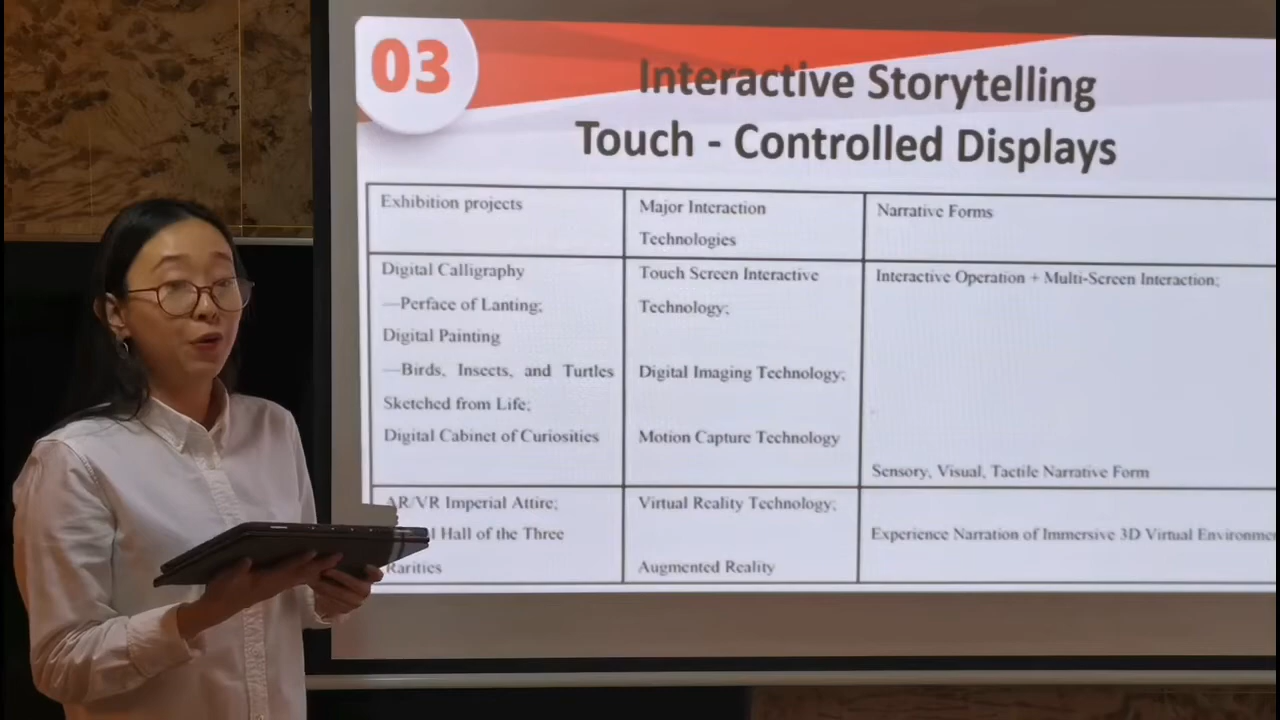 03
Interactive Storytelling
Touch - Controlled Displays
Exhibition projects
Major Interaction
Technologies
Narrative Forms
Digital Calligraphy
—Perface of Lanting;
Digital Painting
—Birds, Insects, and Turtles
Sketched from Life;
Digital Cabinet of Curiosities
Touch Screen Interactive
Technology;
Digital Imaging Technology;
Motion Capture Technology
Interactive Operation + Multi-Screen Interaction;
Sensory, Visual, Tactile Narrative Form
AR/VR Imperial Attire;
Hall of the Three
Rarities
Virtual Reality Technology;
Augmented Reality
Experience Narration of Immersive 3D Virtual